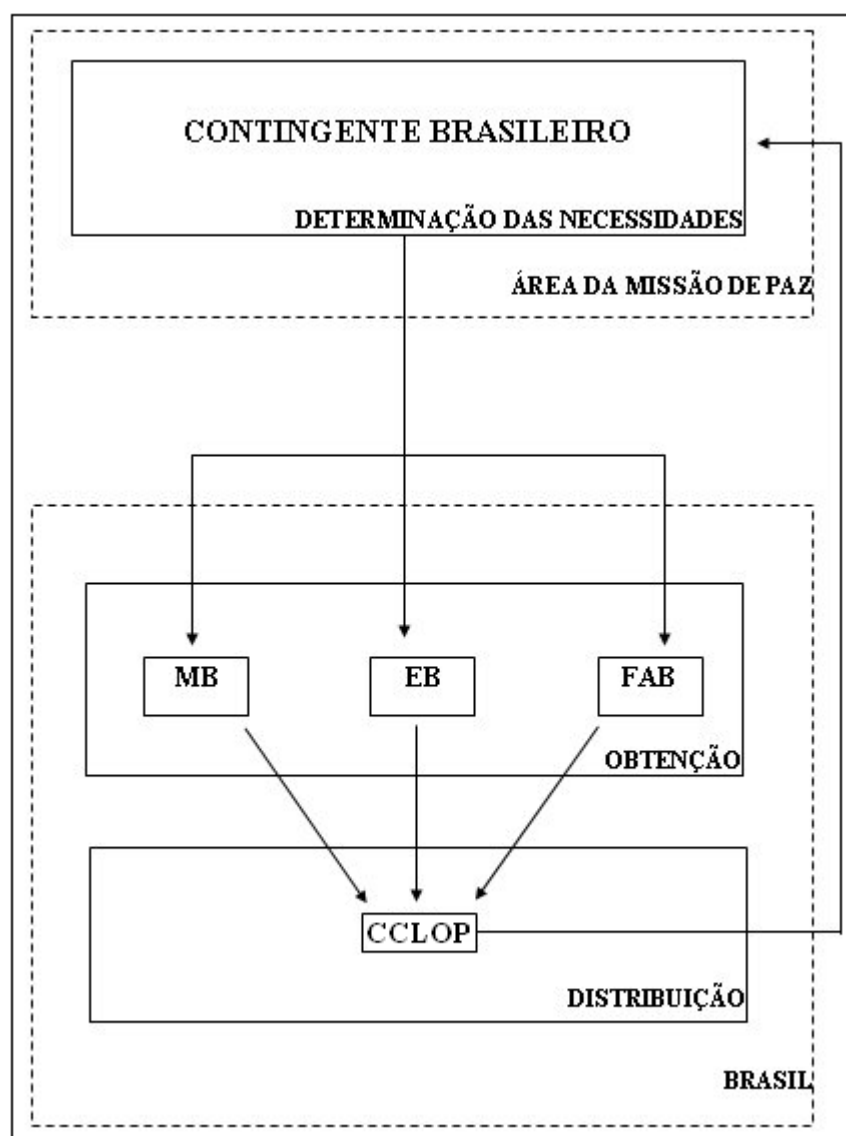 CONTINGENTE BRASILEIRO
DETERMINAÇÃO DAS NECESSIDADES
ÁREA DA MISSÃO DE PAZ
MB
EB
FAB
OBTENÇÃO
CCLOP
DISTRIBUIÇÃO
BRASIL